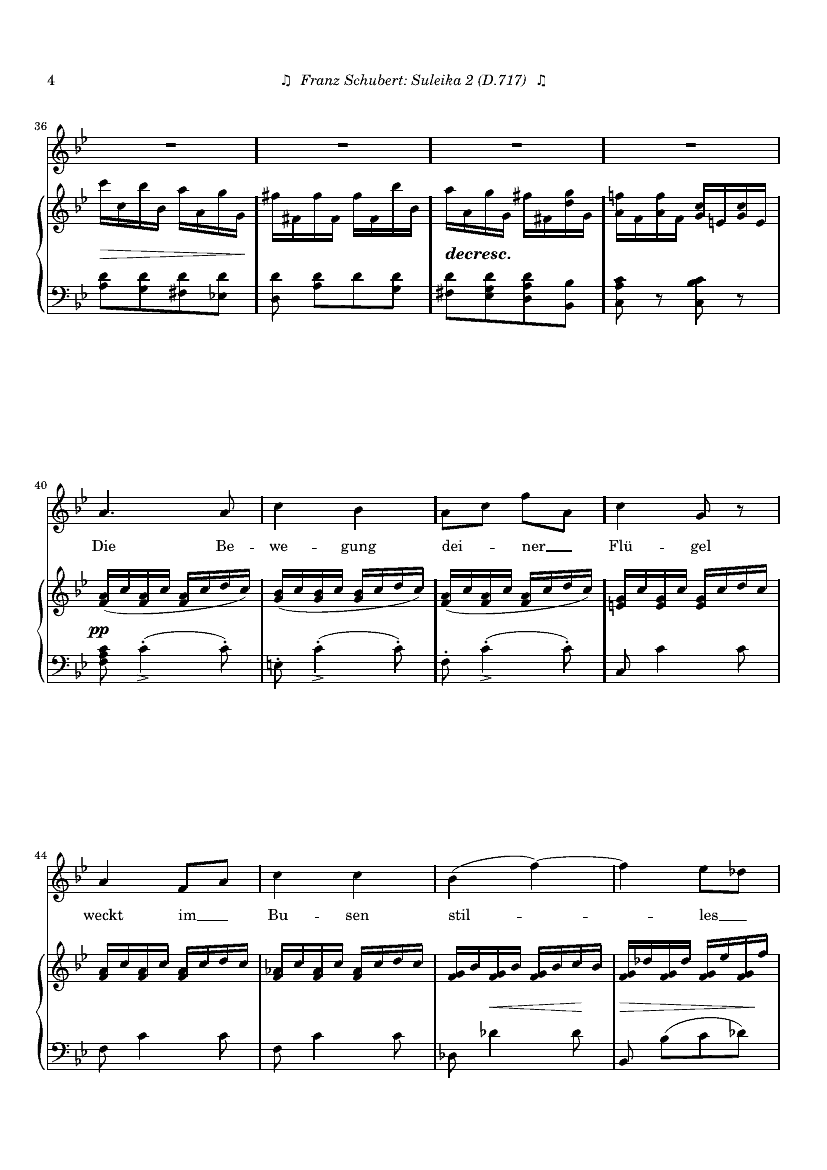 4 ♫ Franz Schubert: Suleika 2 (D.717) ♫
36
decresc.
40
Die Be - we - gung dei - ner Flü - gel
pp
44
weckt im Bu - sen stil - - - les